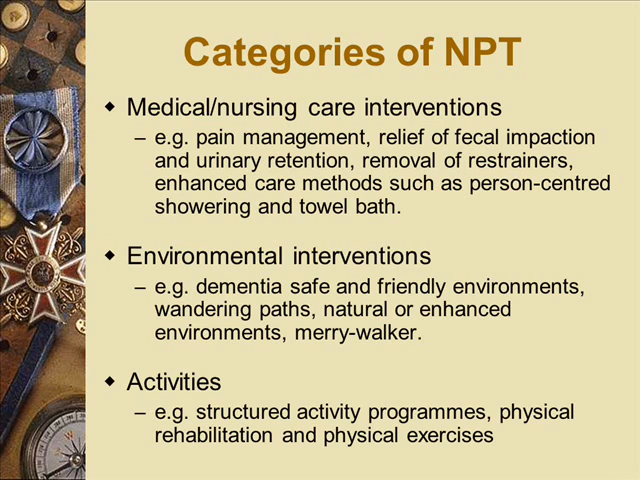 Categories of NPT
Medical/nursing care interventions
– e.g. pain management, relief of fecal impaction
and urinary retention, removal of restrainers,
enhanced care methods such as person-centred
showering and towel bath.
Environmental interventions
– e.g. dementia safe and friendly environments,
wandering paths, natural or enhanced
environments, merry-walker.
Activities
– e.g. structured activity programmes, physical
rehabilitation and physical exercises